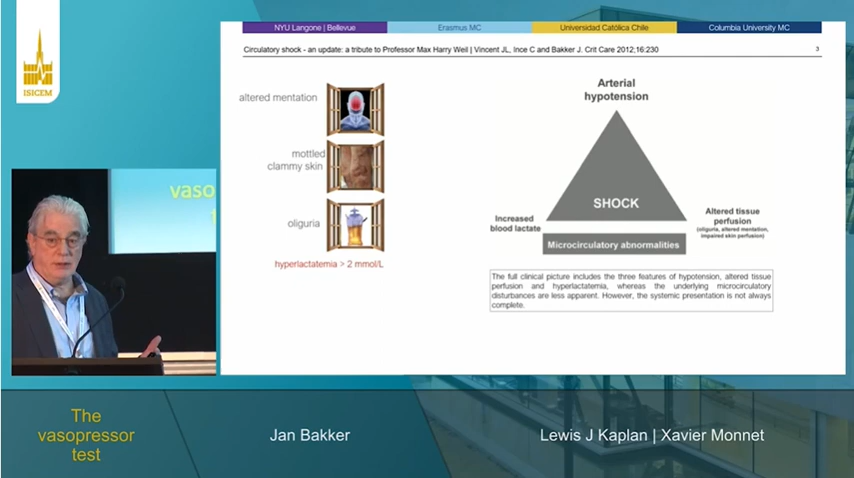 ISICEM
NYU Langone | Bellevue
Erasmus MC
Universidad Católica Chile
Columbia University MC
Circulatory shock - an update: a tribute to Professor Max Harry Weil | Vincent JL, Ince C and Bakker J. Crit Care 2012;16:230
3
altered mentation
mottled
clammy skin
oliguria
hyperlactatemia > 2 mmol/L
Arterial
hypotension
SHOCK
Increased
blood lactate
Altered tissue
perfusion
(oliguria, altered mentation,
impaired skin perfusion)
Microcirculatory abnormalities
The full clinical picture includes the three features of hypotension, altered tissue
perfusion and hyperlactatemia, whereas the underlying microcirculatory
disturbances are less apparent. However, the systemic presentation is not always
complete.
vaso
The
vasopressor
test
Jan Bakker
Lewis J Kaplan | Xavier Monnet